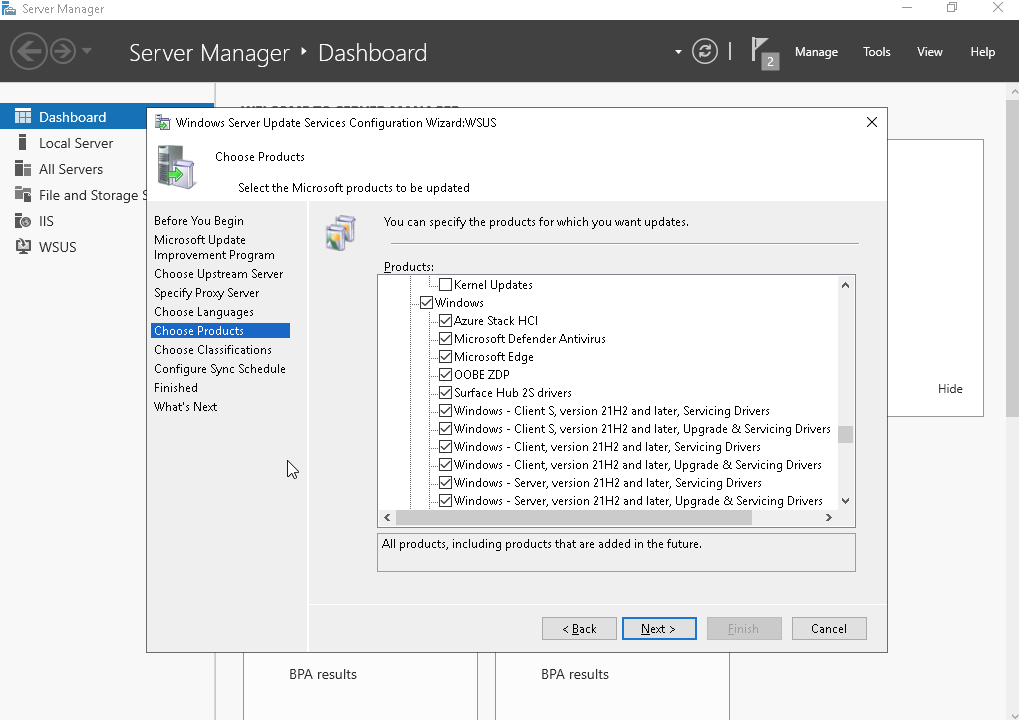 Server Manager
Server Manager ‣ Dashboard
2
Manage
Tools
View
Help
Dashboard
Local Server
All Servers
File and Storage S
IIS
WSUS
WELCOME TO SERVER MANAGER
Windows Server Update Services Configuration Wizard:WSUS
Choose Products
Select the Microsoft products to be updated
Before You Begin
Microsoft Update
Improvement Program
Choose Upstream Server
Specify Proxy Server
Choose Languages
Choose Products
Choose Classifications
Configure Sync Schedule
Finished
What's Next
You can specify the products for which you want updates.
Products:
Kernel Updates
Windows
Azure Stack HCI
Microsoft Defender Antivirus
Microsoft Edge
OOBE ZDP
Surface Hub 2S drivers
Windows - Client S, version 21H2 and later, Servicing Drivers
Windows - Client S, version 21H2 and later, Upgrade & Servicing Drivers
Windows - Client, version 21H2 and later, Servicing Drivers
Windows - Client, version 21H2 and later, Upgrade & Servicing Drivers
Windows - Server, version 21H2 and later, Servicing Drivers
Windows - Server, version 21H2 and later, Upgrade & Servicing Drivers
All products, including products that are added in the future.
< Back
Next >
Finish
Cancel
Hide
BPA results
BPA results